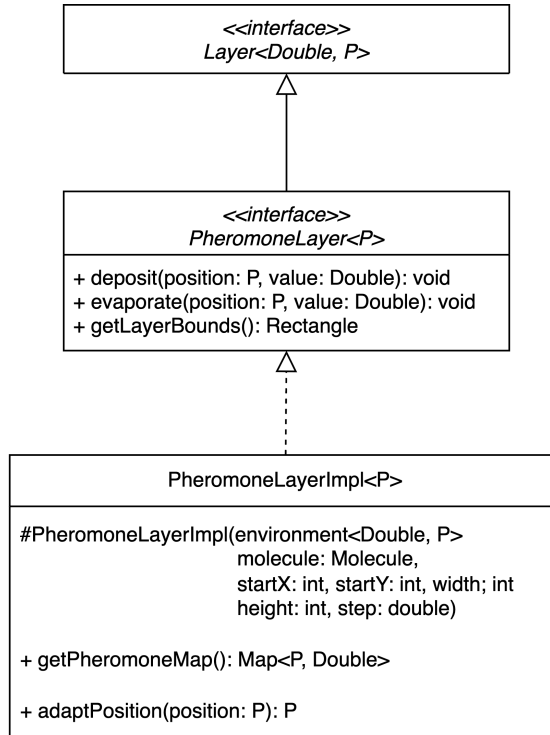 <<interface>>
Layer<Double, P>
<<interface>>
PheromoneLayer<P>
+ deposit(position: P, value: Double): void
+ evaporate(position: P, value: Double): void
+ getLayerBounds(): Rectangle
PheromoneLayerImpl<P>
#PheromoneLayerImpl(environment<Double, P>
molecule: Molecule,
startX: int, startY: int, width; int
height: int, step: double)
+ getPheromoneMap(): Map<P, Double>
+ adaptPosition(position: P): P